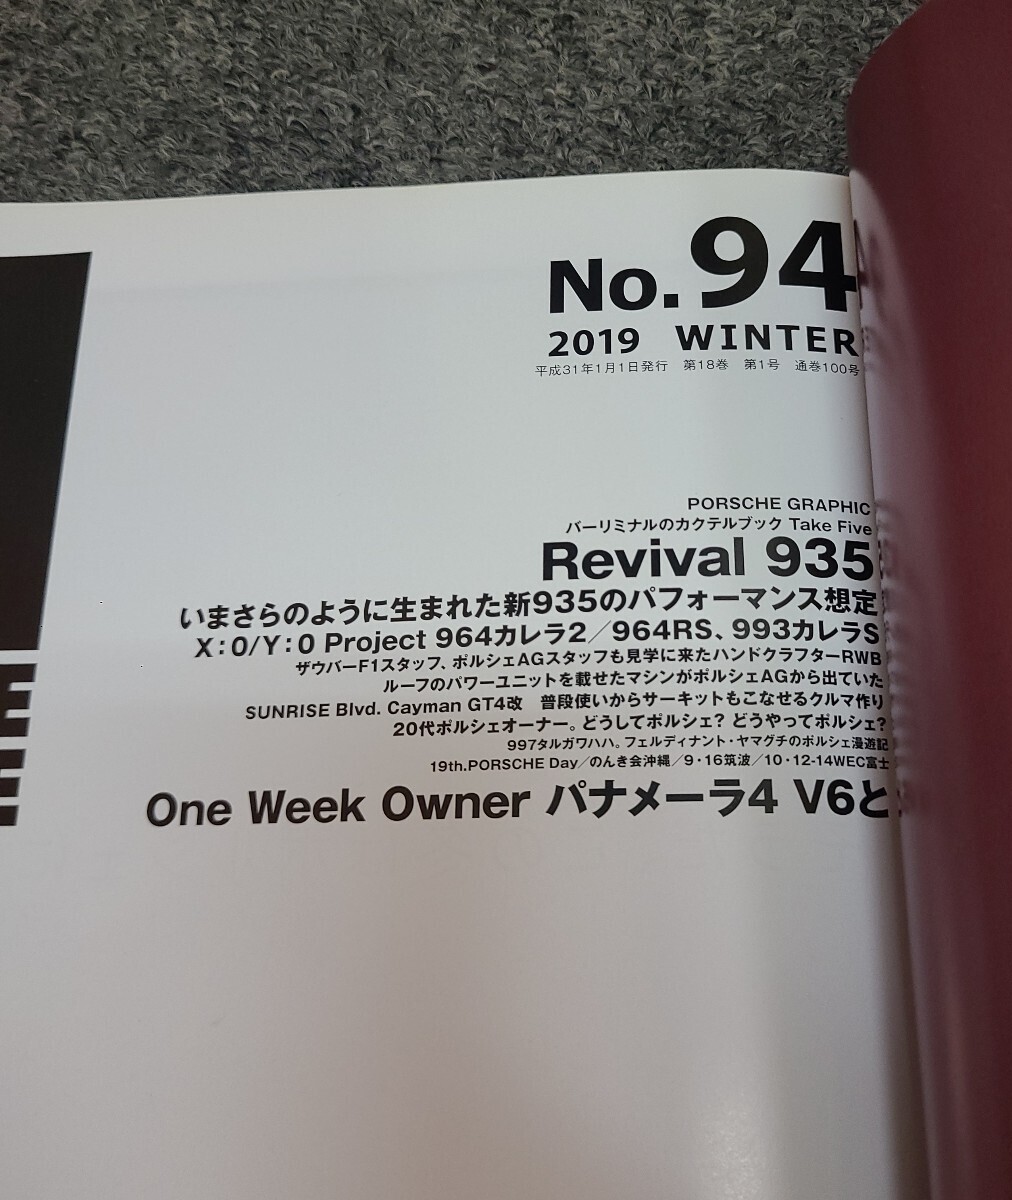 No.94
2019 WINTER
平成31年1月1日発行 第18巻 第1号 通巻100号
PORSCHE GRAPHIC
バーリミナルのカクテルブック Take Five
Revival 935
いまさらのように生まれた新935のパフォーマンス想定
X：0/Y：0 Project 964カレラ2／964RS、993カレラS
ザウバーF1スタッフ、ポルシェAGスタッフも見学に来たハンドクラフターRWB
ルーフのパワーユニットを載せたマシンがポルシェAGから出ていた
SUNRISE Blvd. Cayman GT4改 普段使いからサーキットもこなせるクルマ作り
20代ポルシェオーナー。どうしてポルシェ？ どうやってポルシェ？
997タルガワハハ。フェルディナント・ヤマグチのポルシェ漫遊記
19th.PORSCHE Day／のんき会沖縄／9・16筑波／10・12-14WEC富士
One Week Owner パナメーラ4 V6と